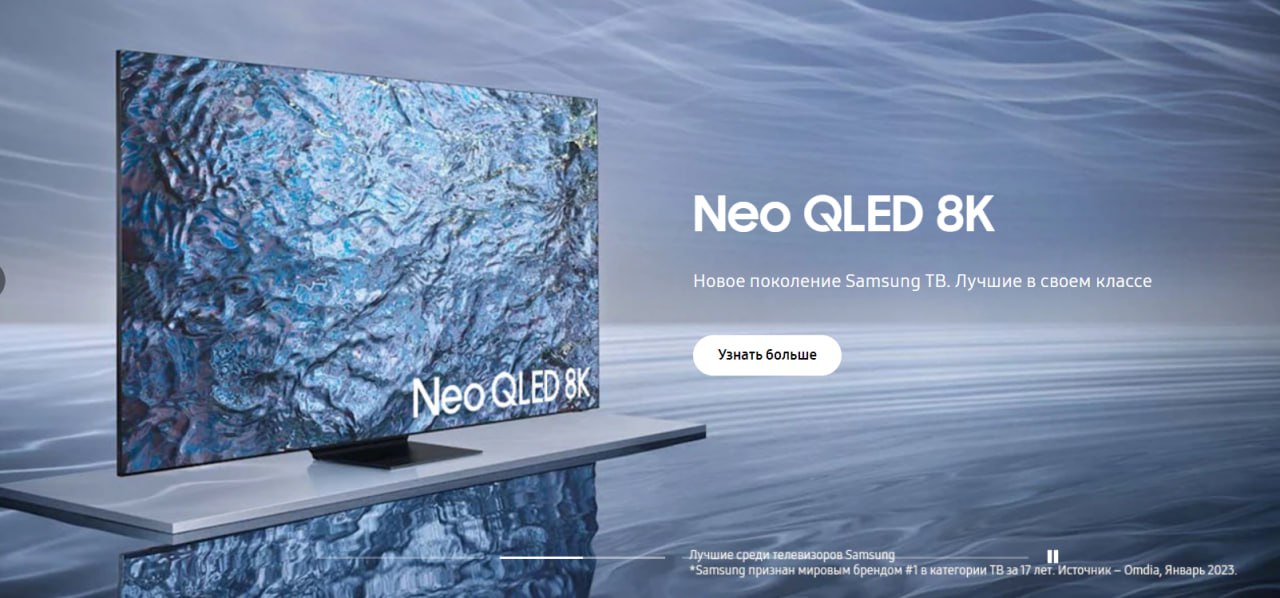 Neo QLED 8K
Новое поколение Samsung ТВ. Лучшие в своем классе
Узнать больше
Neo QLED 8K
Лучшие среди телевизоров Samsung
*Samsung признан мировым брендом #1 в категории ТВ за 17 лет. Источник – Omdia, Январь 2023.